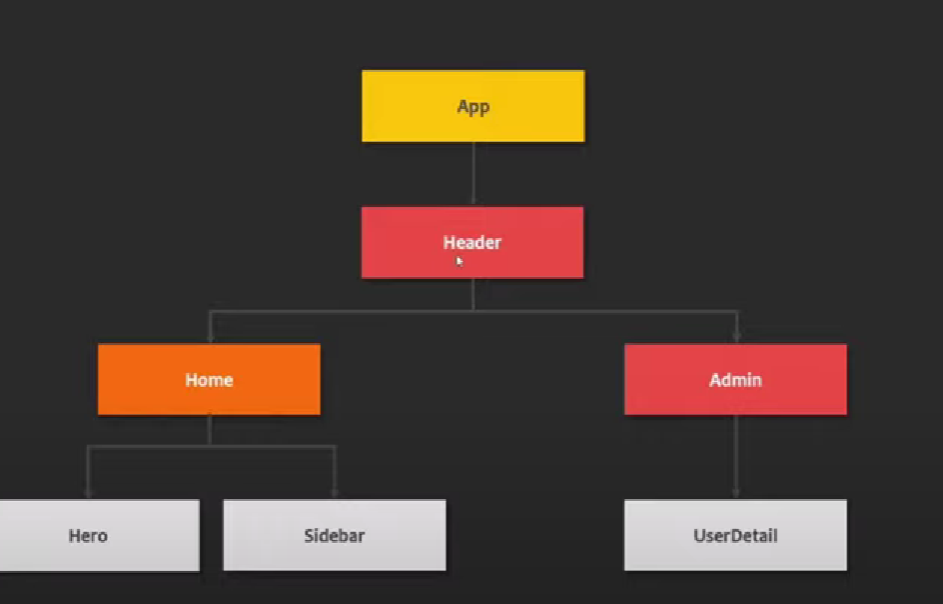 App
Header
Home
Admin
Hero
Sidebar
UserDetail